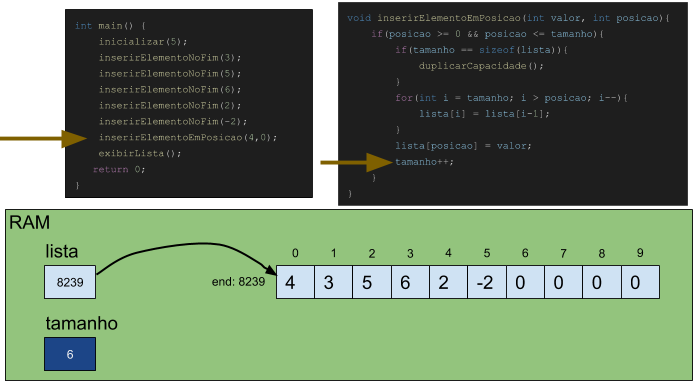 int main() {
inicializar(5);
inserirElementoNoFim(3);
inserirElementoNoFim(5);
inserirElementoNoFim(6);
inserirElementoNoFim(2);
inserirElementoNoFim(-2);
inserirElementoEmPosicao(4,0);
exibirLista();
return 0;
}
void inserirElementoEmPosicao(int valor, int posicao){
if(posicao >= 0 && posicao <= tamanho){
if(tamanho == sizeof(lista)){
duplicarCapacidade();
}
for(int i = tamanho; i > posicao; i--){
lista[i] = lista[i-1];
}
lista[posicao] = valor;
tamanho++;
}
}
RAM
lista
8239
0 1 2 3 4 5 6 7 8 9
end: 8239
4 3 5 6 2 -2 0 0 0 0
tamanho
6